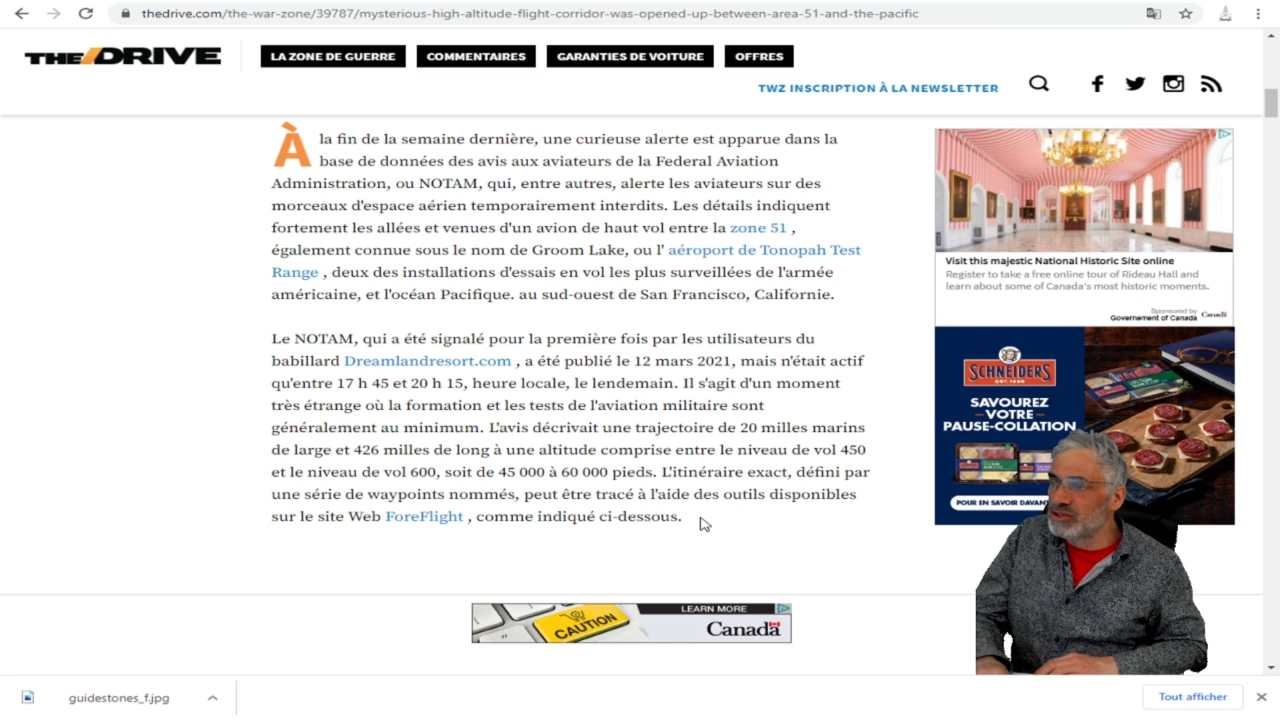 thedrive.com/the-war-zone/39787/mysterious-high-altitude-flight-corridor-was-opened-up-between-area-51-and-the-pacific
THE/DRIVE
LA ZONE DE GUERRE
COMMENTAIRES
GARANTIES DE VOITURE
OFFRES
TWZ INSCRIPTION À LA NEWSLETTER
À la fin de la semaine dernière, une curieuse alerte est apparue dans la
base de données des avis aux aviateurs de la Federal Aviation
Administration, ou NOTAM, qui, entre autres, alerte les aviateurs sur des
morceaux d'espace aérien temporairement interdits. Les détails indiquent
fortement les allées et venues d'un avion de haut vol entre la zone 51 ,
également connue sous le nom de Groom Lake, ou l' aéroport de Tonopah Test
Range , deux des installations d'essais en vol les plus surveillées de l'armée
américaine, et l'océan Pacifique. au sud-ouest de San Francisco, Californie.
Le NOTAM, qui a été signalé pour la première fois par les utilisateurs du
babillard Dreamlandresort.com , a été publié le 12 mars 2021, mais n'était actif
qu'entre 17 h 45 et 20 h 15, heure locale, le lendemain. Il s'agit d'un moment
très étrange où la formation et les tests de l'aviation militaire sont
généralement au minimum. L'avis décrivait une trajectoire de 20 milles marins
de large et 426 milles de long à une altitude comprise entre le niveau de vol 450
et le niveau de vol 600, soit de 45 000 à 60 000 pieds. L'itinéraire exact, défini par
une série de waypoints nommés, peut être tracé à l'aide des outils disponibles
sur le site Web ForeFlight , comme indiqué ci-dessous.
Visit this majestic National Historic Site online
Register to take a free online tour of Rideau Hall and
learn about some of Canada's most historic moments.
Sponsored by
Governement of Canada
Canada
SCHNEIDERS
EST 1890
SAVOUREZ
VOTRE
PAUSE-COLLATION
POUR EN SAVOIR DAVAN
CAUTION
LEARN MORE
Canada
guidestones_f.jpg
Tout afficher